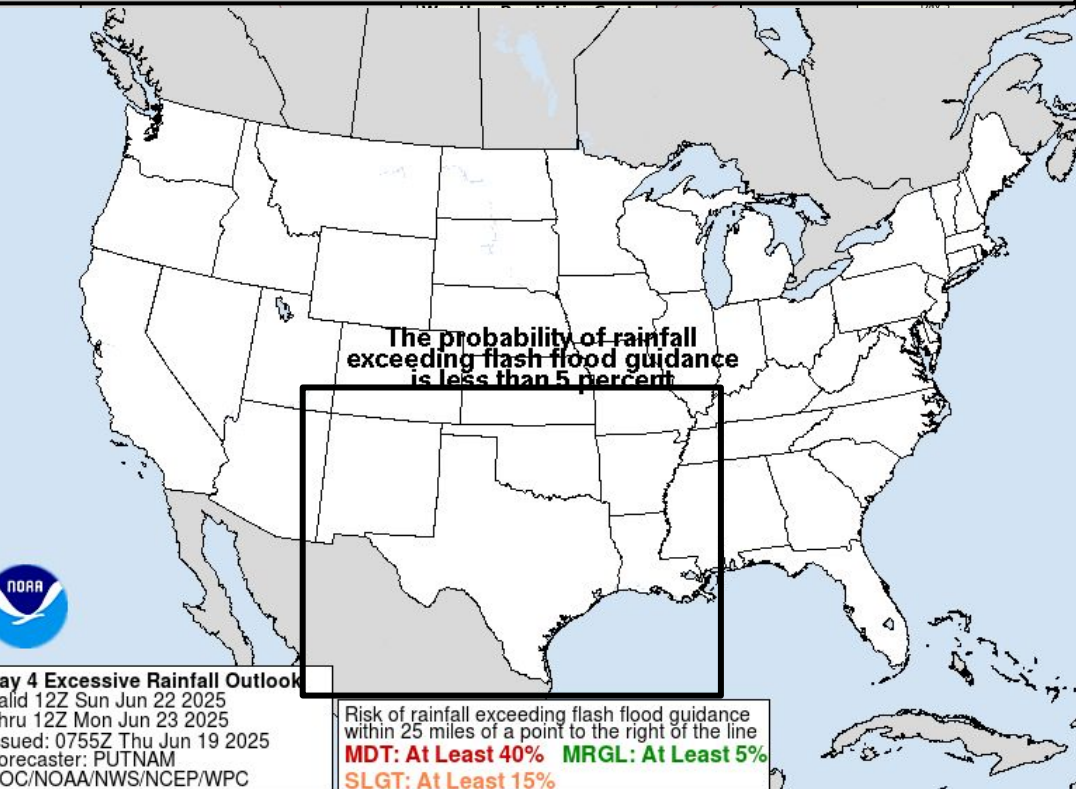 The probability of rainfall
exceeding flash flood guidance
is less than 5 percent
NOAA
ay 4 Excessive Rainfall Outlook
alid 12Z Sun Jun 22 2025
hru 12Z Mon Jun 23 2025
ssued: 0755Z Thu Jun 19 2025
orecaster: PUTNAM
OC/NOAA/NWS/NCEP/WPC
Risk of rainfall exceeding flash flood guidance
within 25 miles of a point to the right of the line
MDT: At Least 40% MRGL: At Least 5%
SLGT: At Least 15%